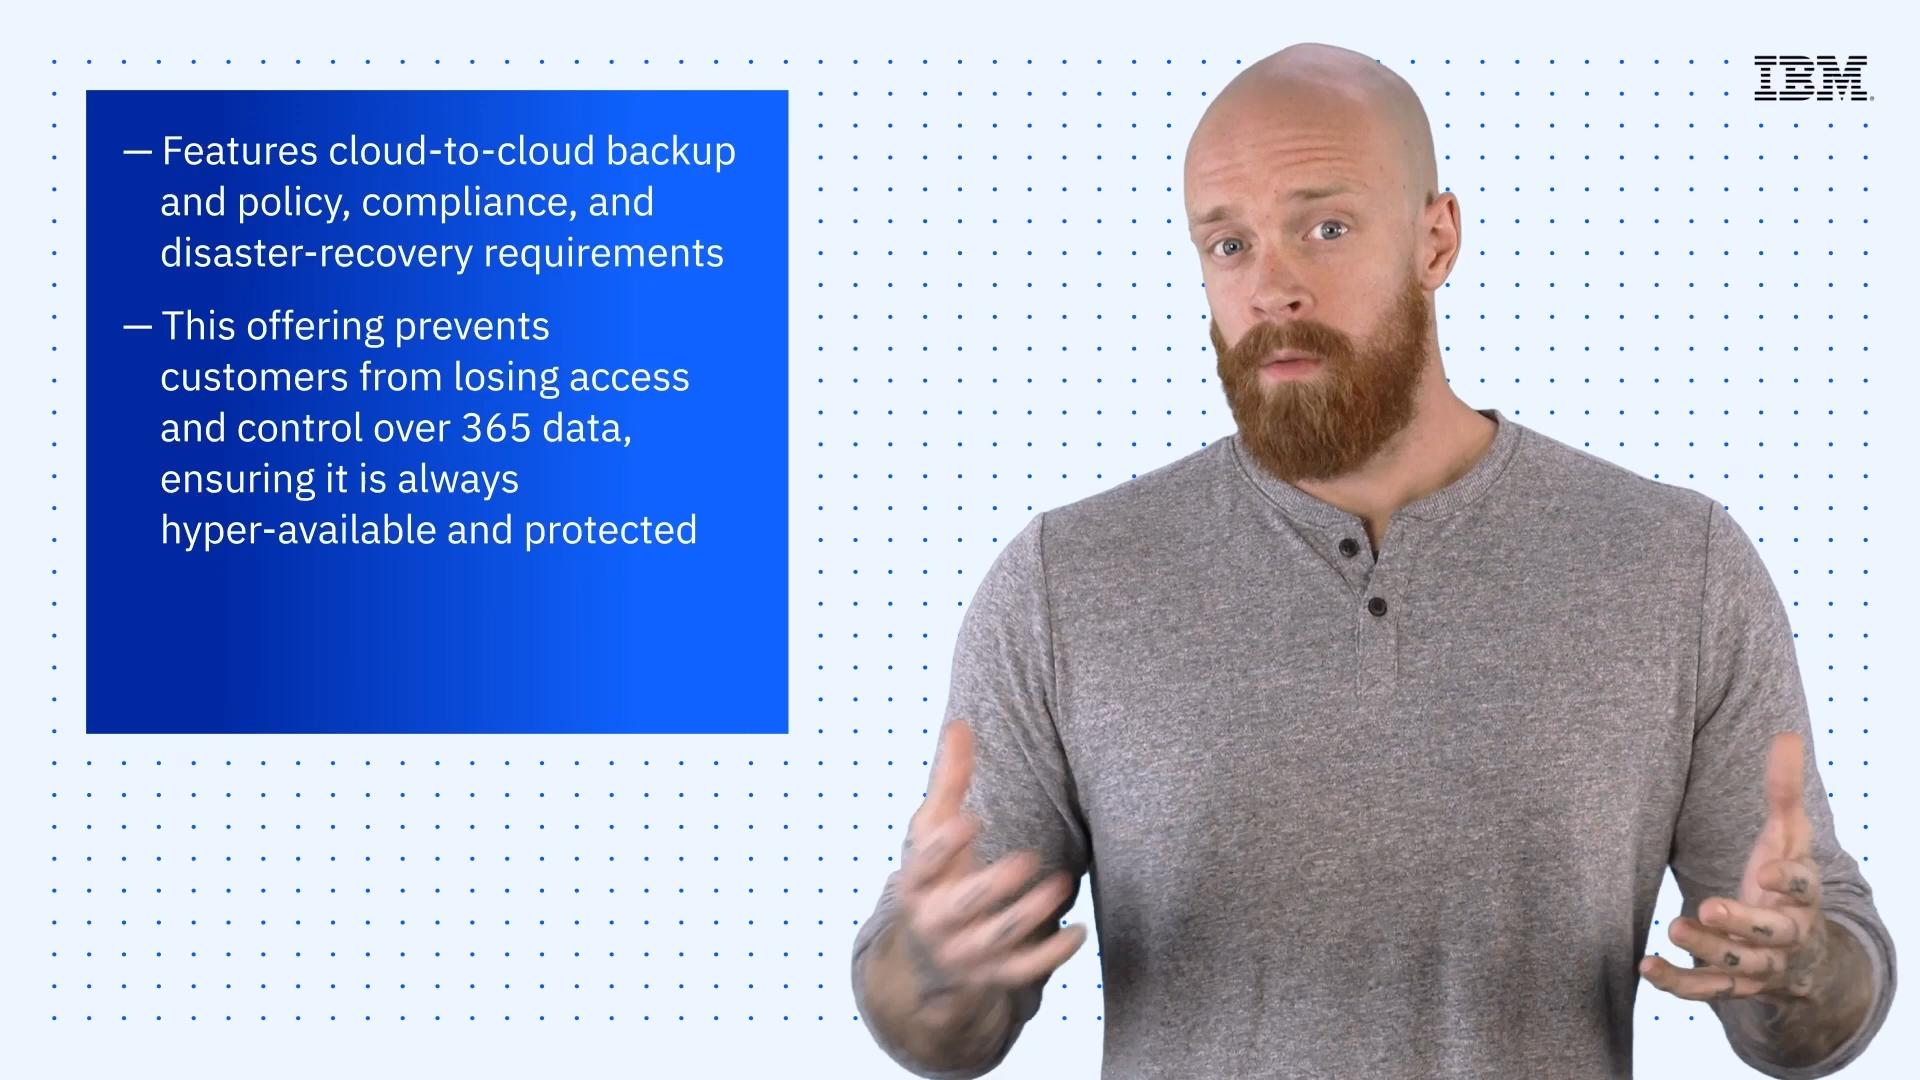 IBM
— Features cloud-to-cloud backup
and policy, compliance, and
disaster-recovery requirements
— This offering prevents
customers from losing access
and control over 365 data,
ensuring it is always
hyper-available and protected